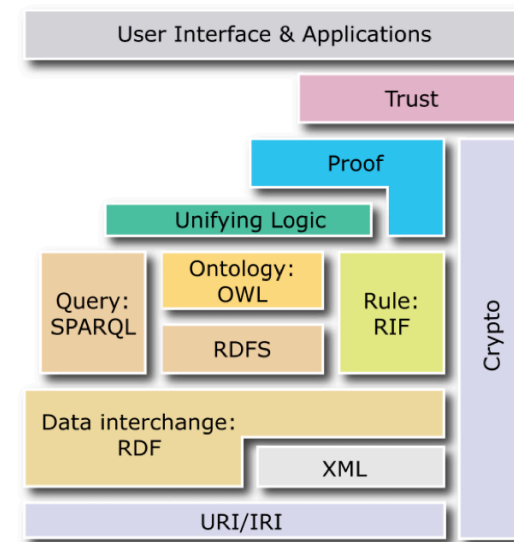 User Interface & Applications
Trust
Proof
Unifying Logic
Ontology:
OWL
Query:
SPARQL
Rule:
RIF
RDFS
Crypto
Data interchange:
RDF
XML
URI/IRI